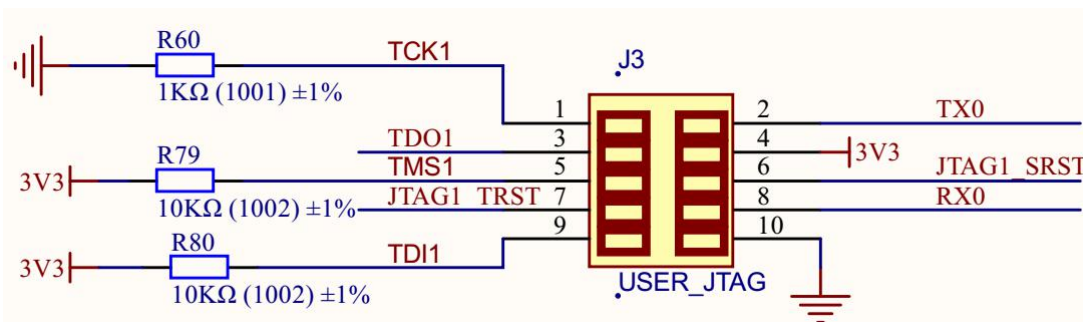 R60
TCK1
1KΩ (1001) ±1%
J3
1
2
TX0
TDO1
3
4
3V3
R79
TMS1
5
6
JTAG1_SRST
3V3
10KΩ (1002) ±1%
JTAG1_TRST
7
8
RX0
R80
9
10
3V3
TDI1
10KΩ (1002) ±1%
USER_JTAG